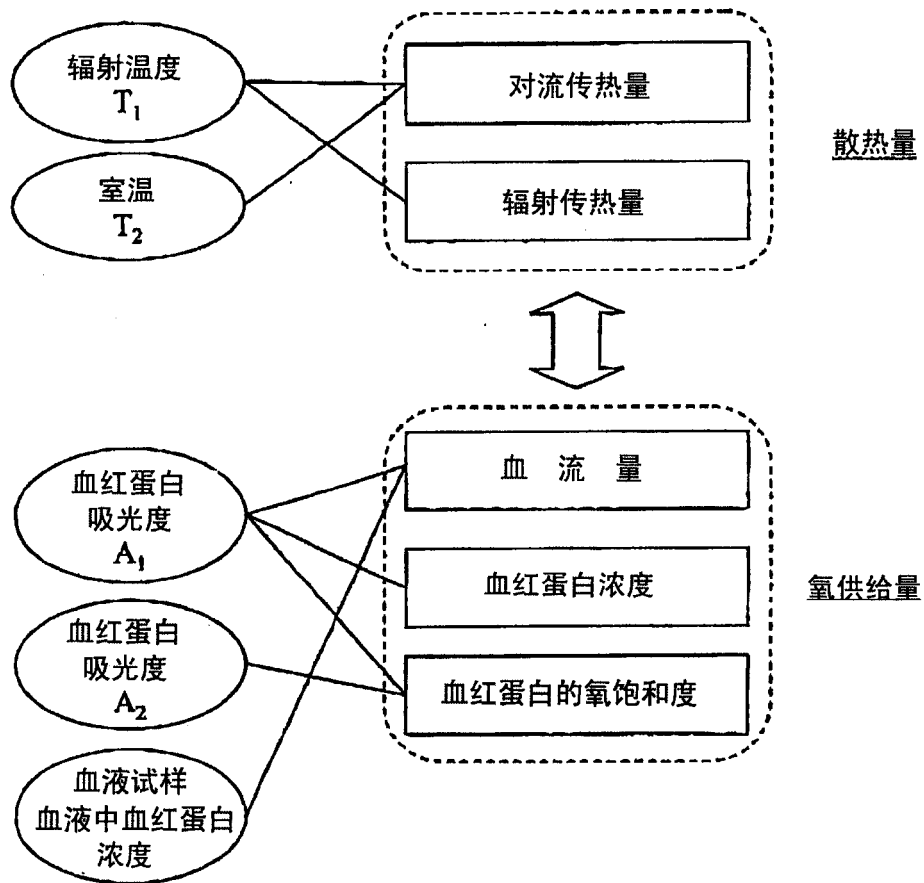 辐射温度
T₁
室温
T₂
对流传热量
辐射传热量
散热量
血红蛋白
吸光度
A₁
血红蛋白
吸光度
A₂
血液试样
血液中血红蛋白
浓度
血 流 量
血红蛋白浓度
血红蛋白的氧饱和度
氧供给量